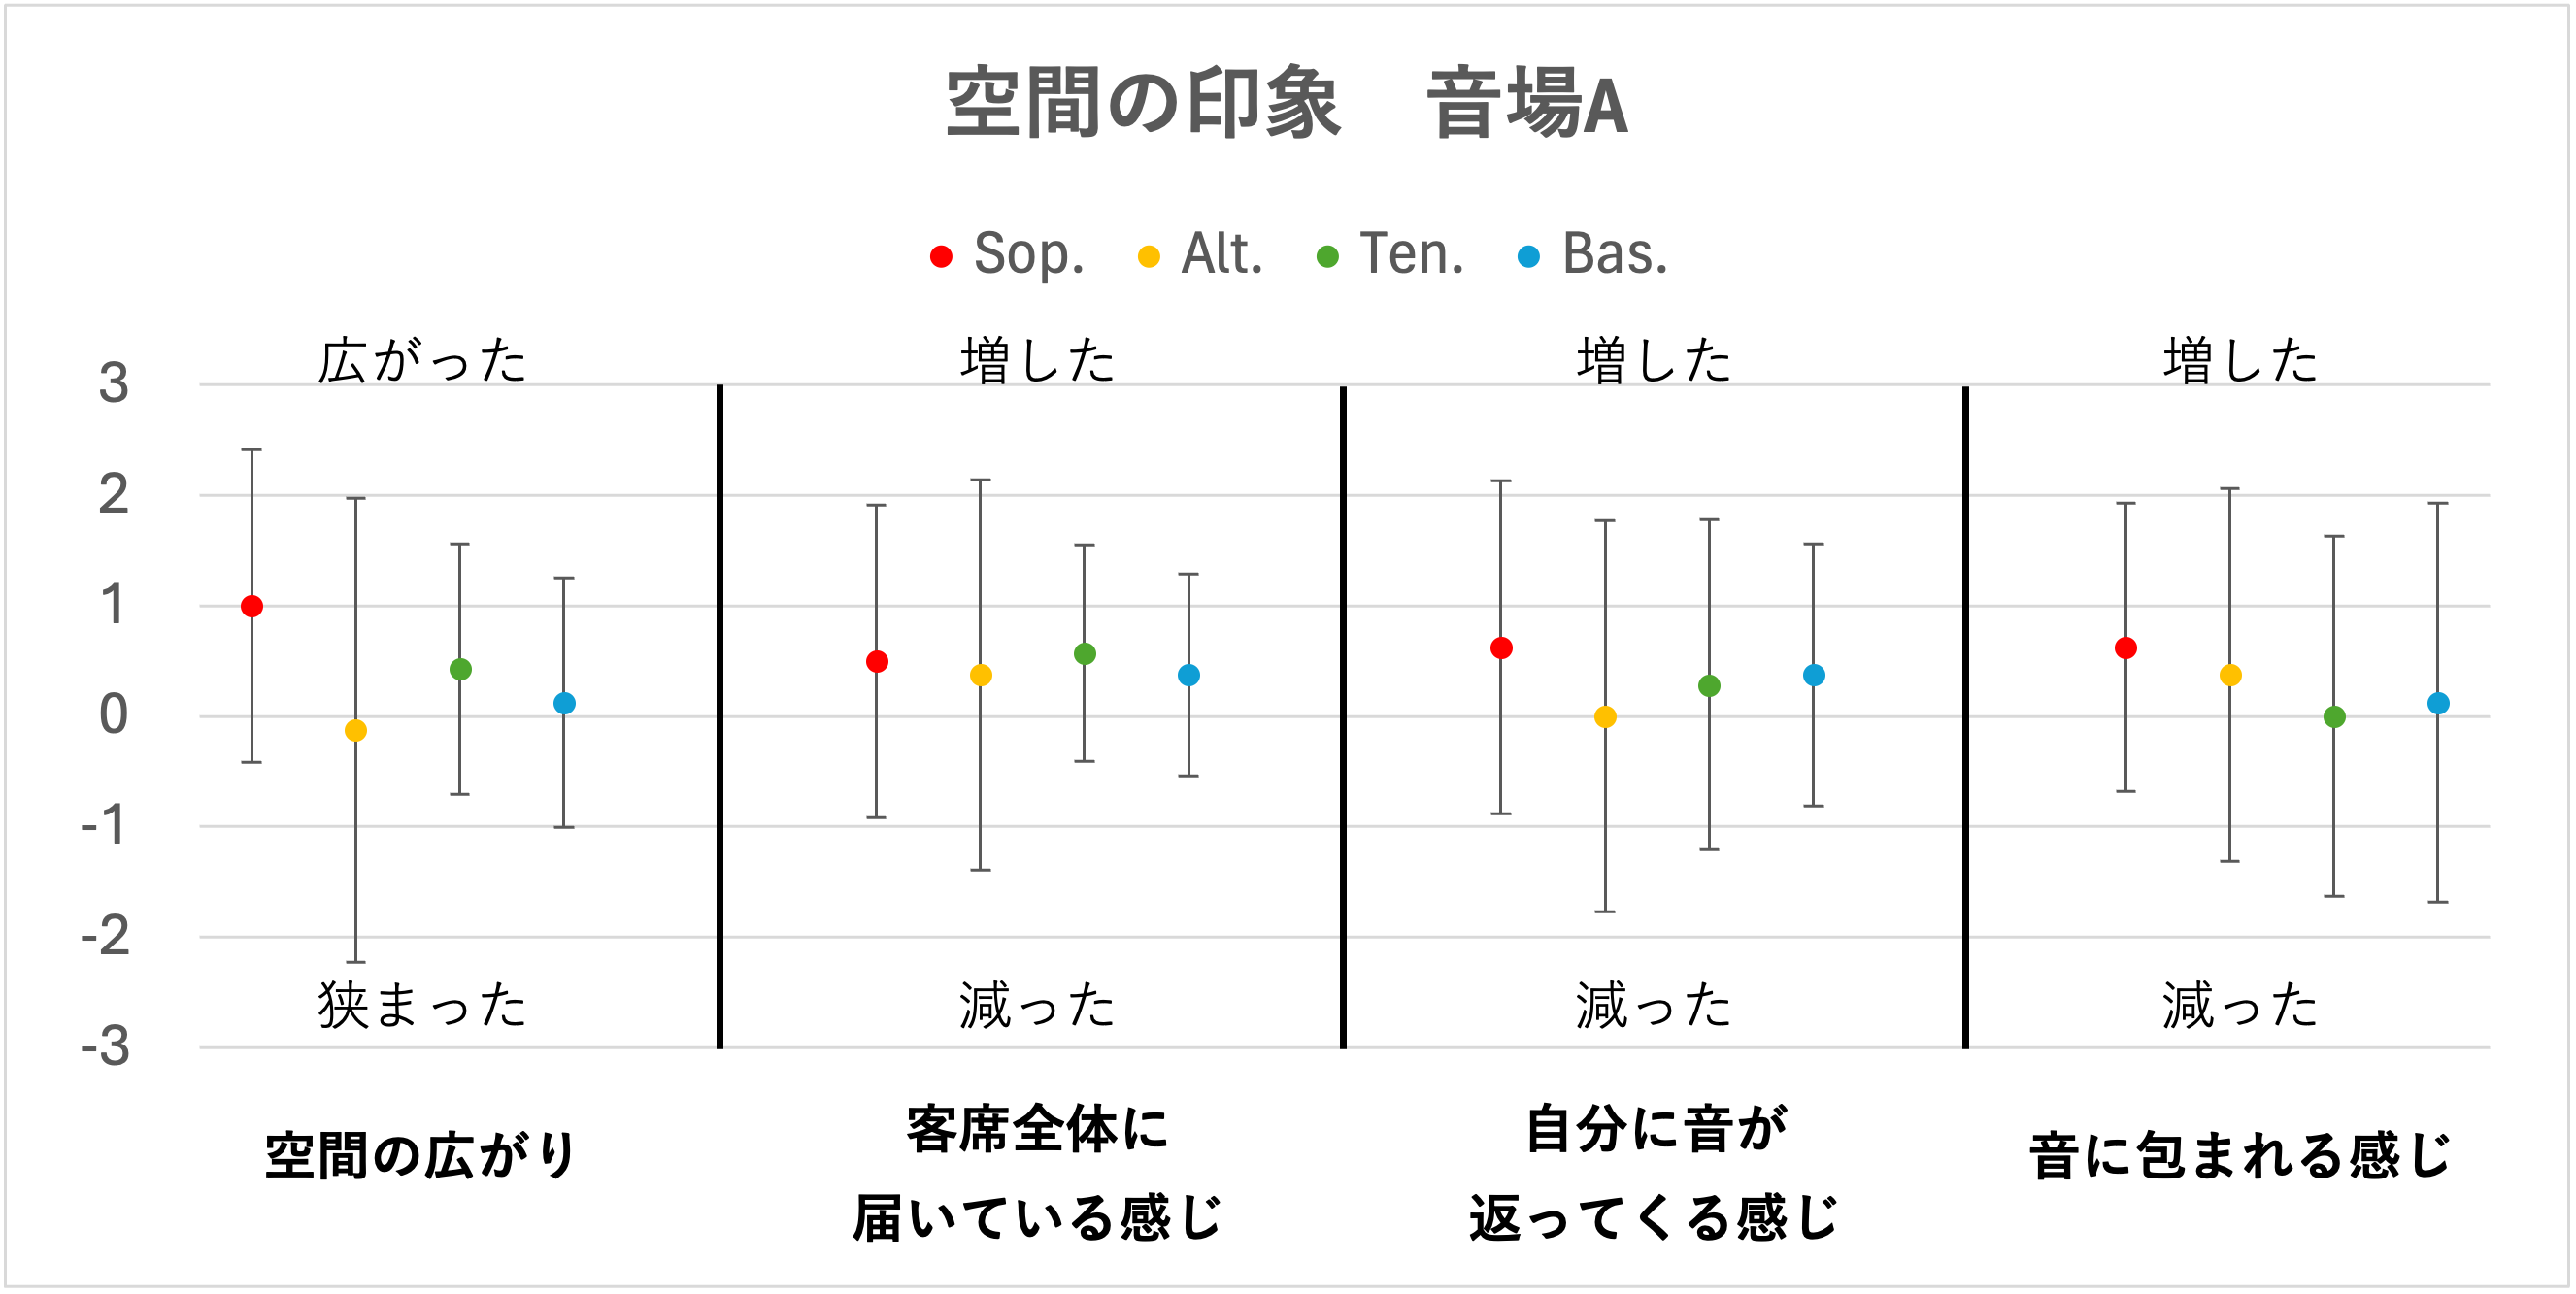 空間の印象　音場A
Sop. Alt. Ten. Bas.
広がった 増した 増した 増した
3
2
1
0
-1
-2
狭まった 減った 減った 減った
-3
空間の広がり
客席全体に
届いている感じ
自分に音が
返ってくる感じ
音に包まれる感じ